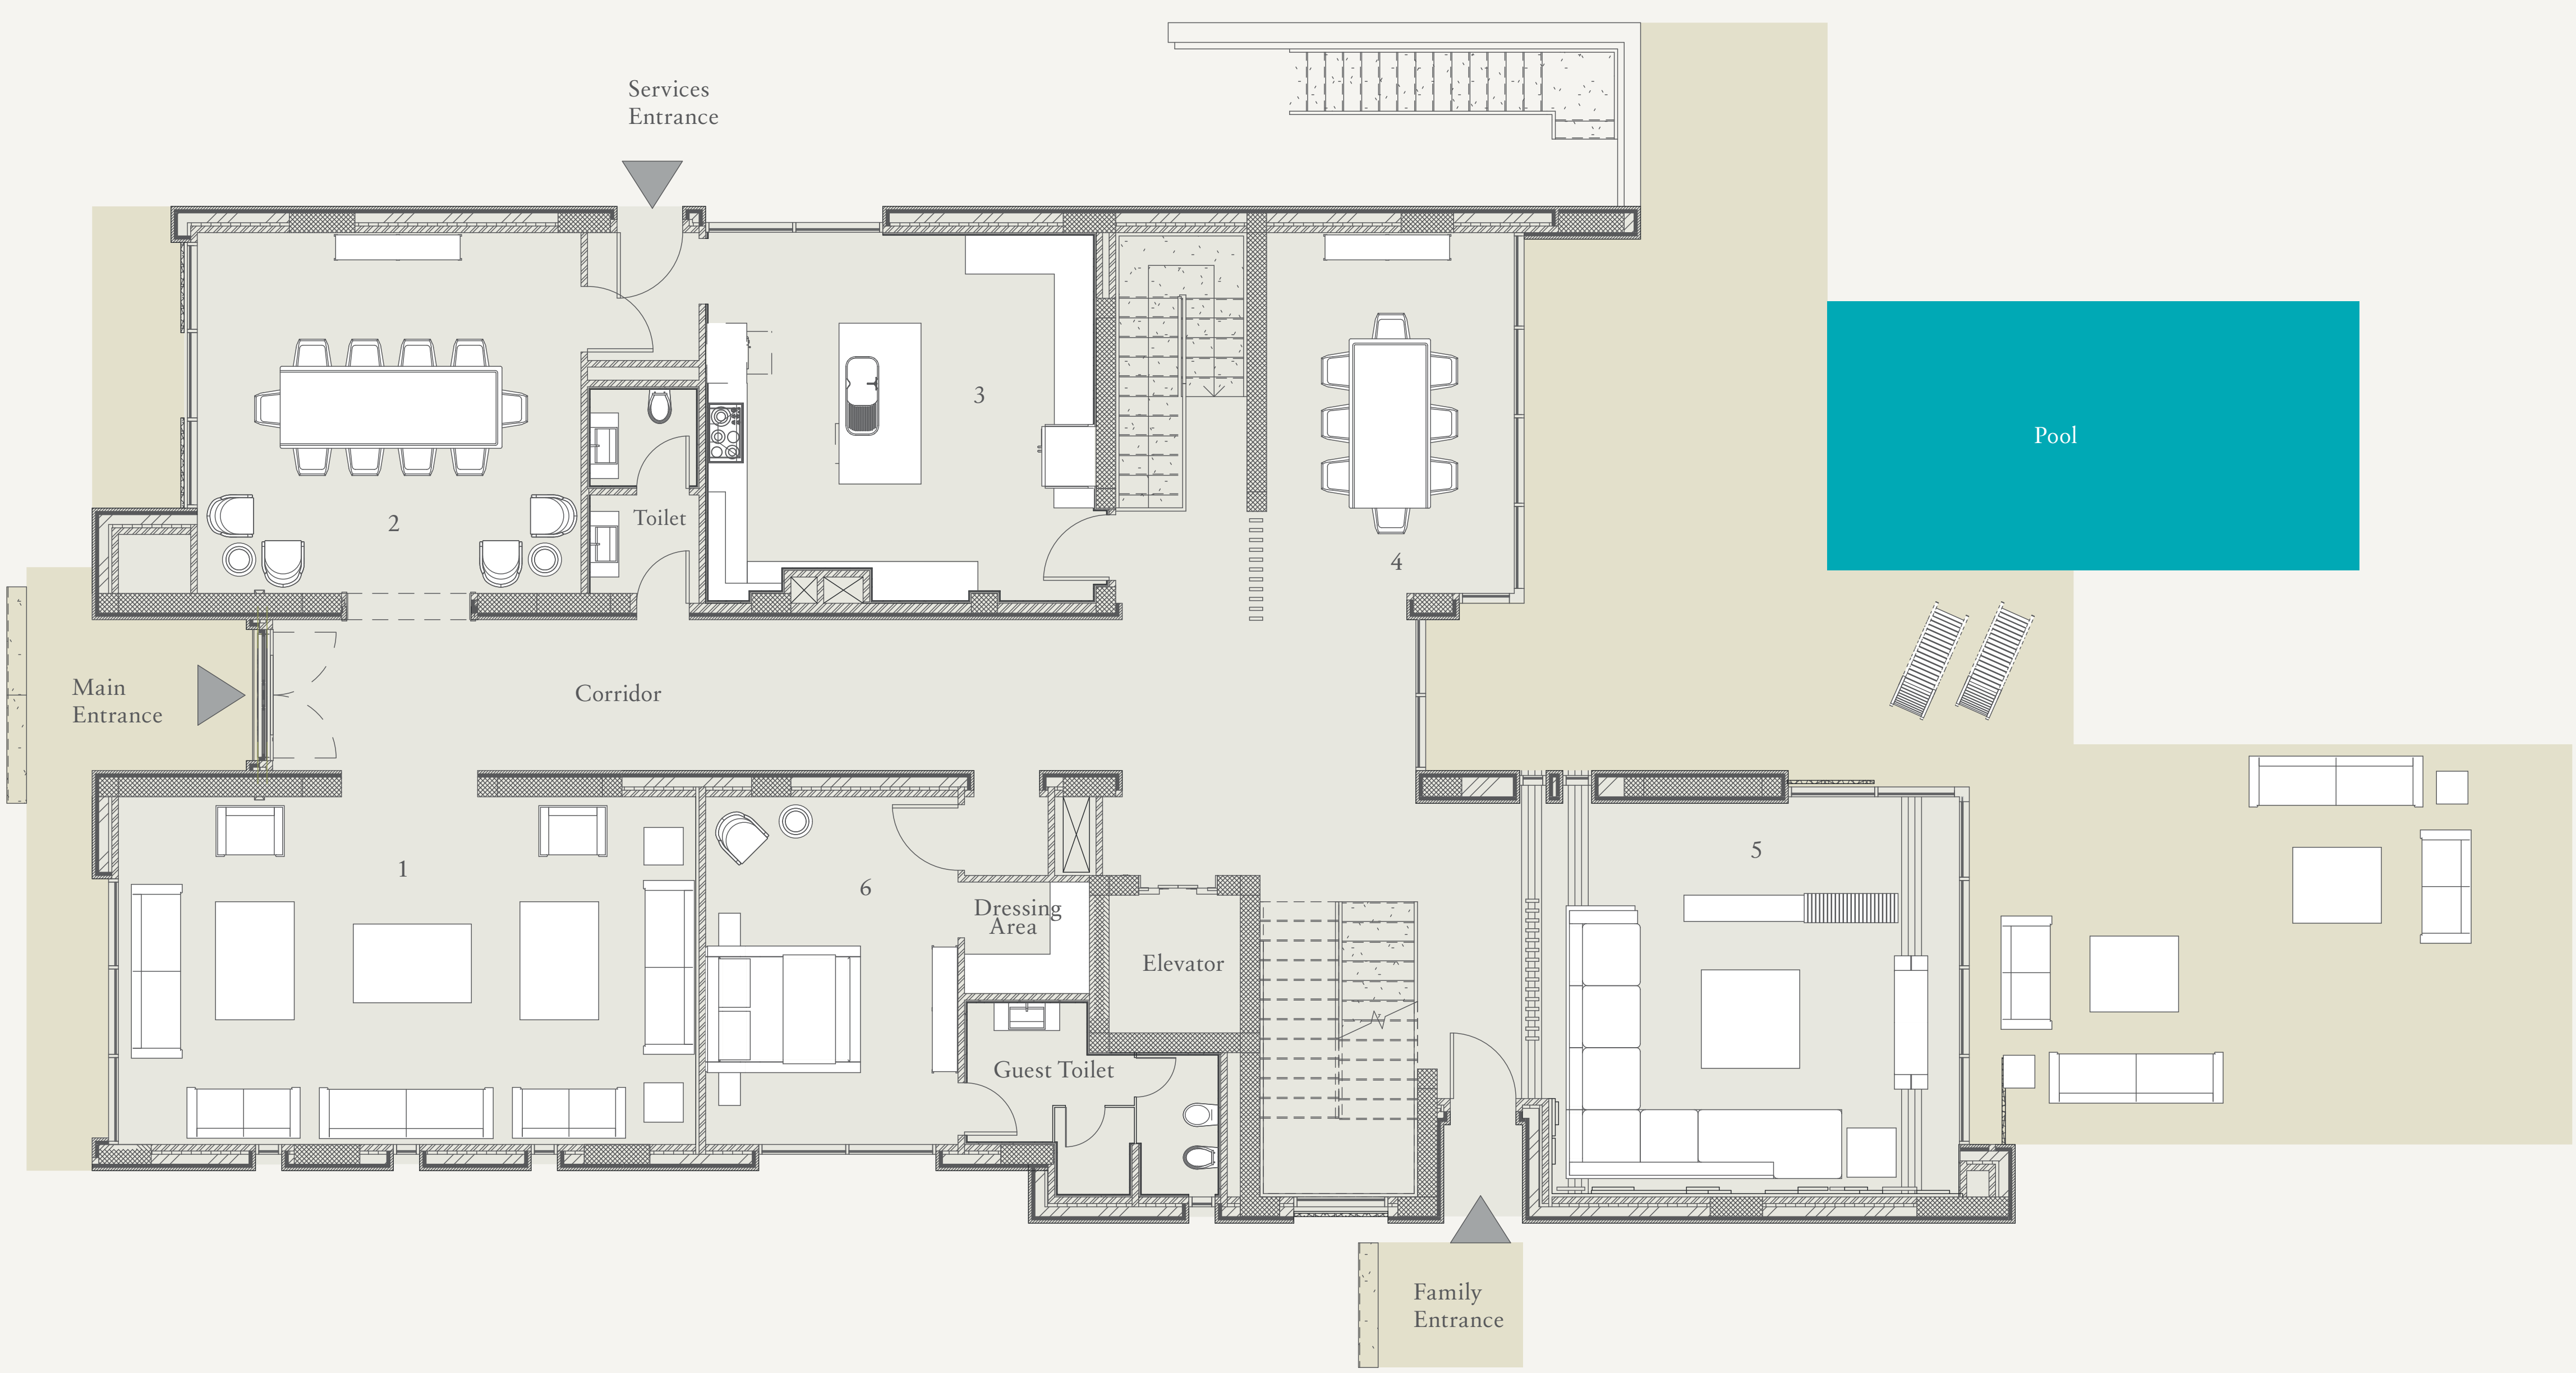 Services
Entrance
3
Pool
2
Toilet
4
Main
Entrance
Corridor
1
6
5
Dressing
Area
Elevator
Guest Toilet
Family
Entrance